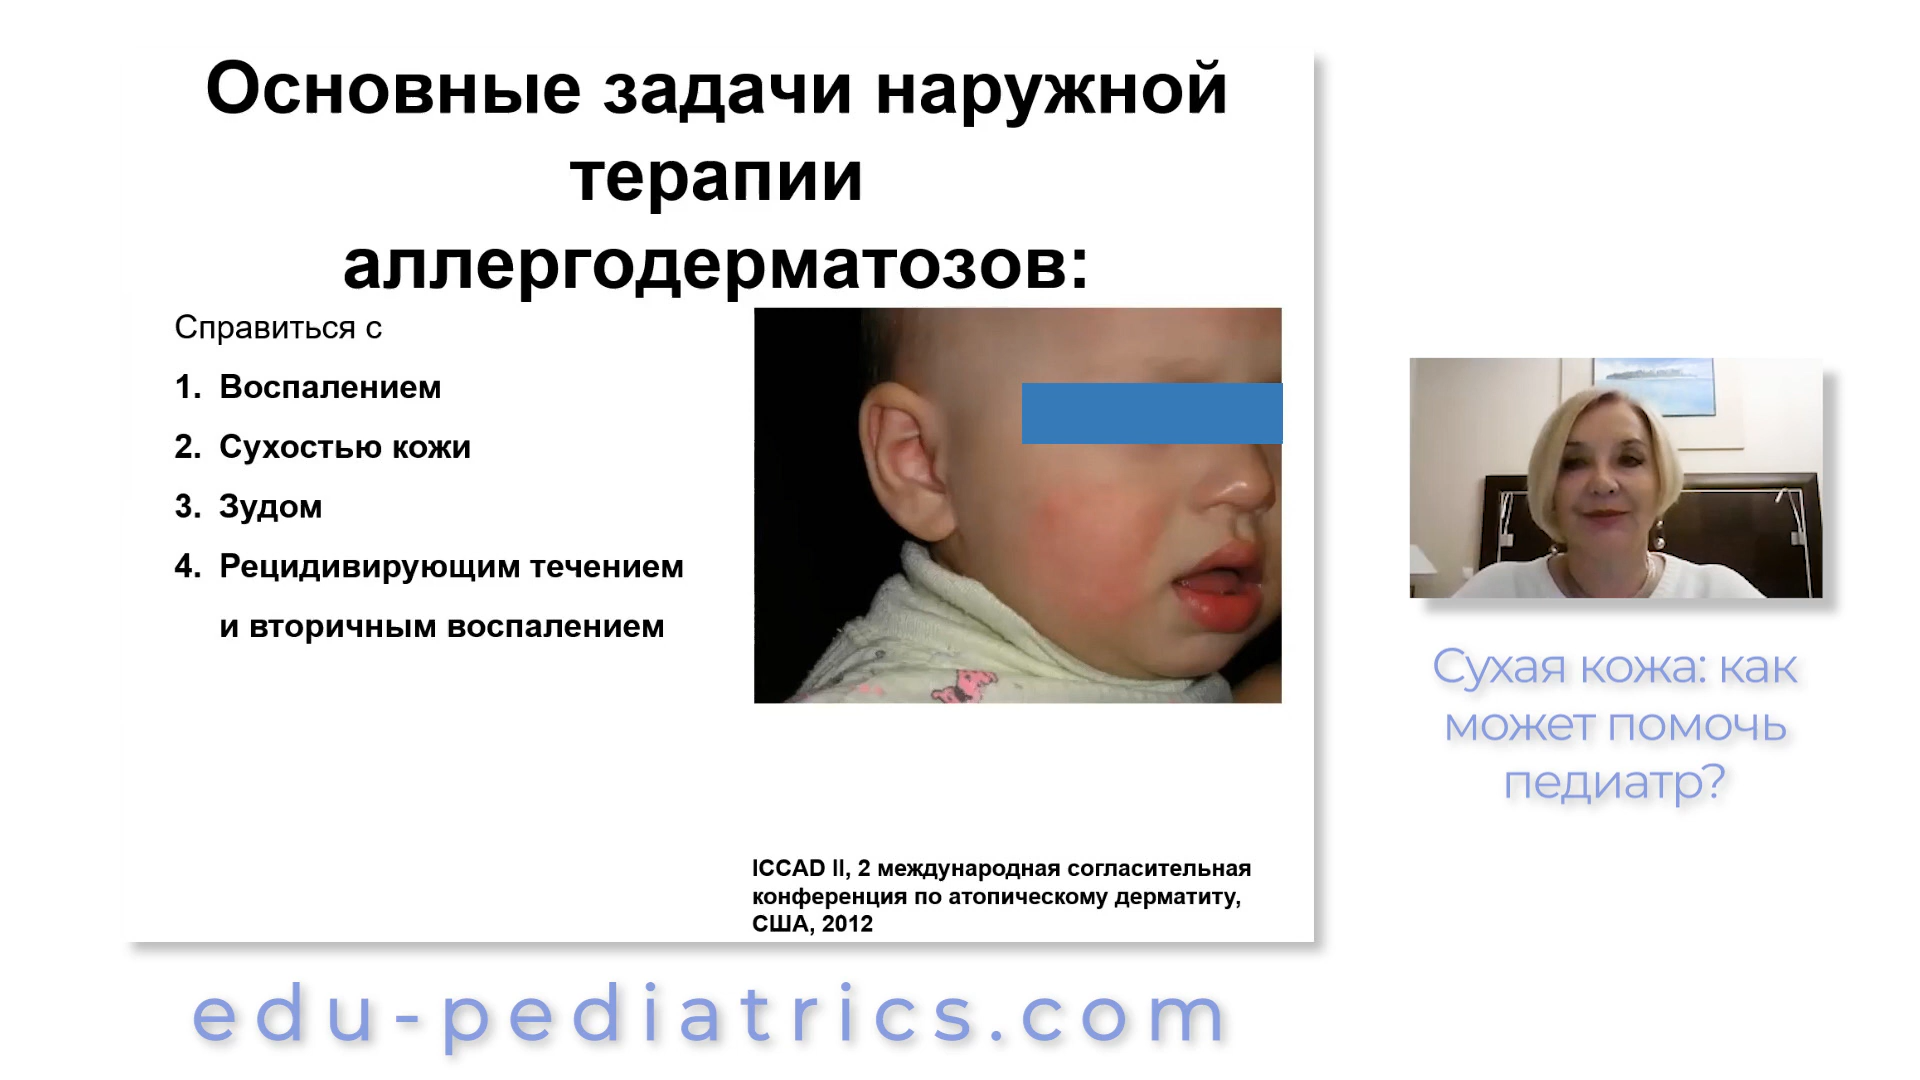 Основные задачи наружной
терапии
аллергодерматозов:
Справиться с
1. Воспалением
2. Сухостью кожи
3. Зудом
4. Рецидивирующим течением
и вторичным воспалением
ICCAD II, 2 международная согласительная
конференция по атопическому дерматиту,
США, 2012
Сухая кожа: как
может помочь
педиатр?
edu-pediatrics.com